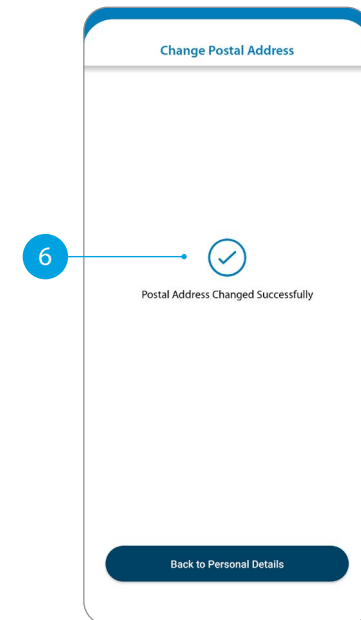 Change Postal Address
6
Postal Address Changed Successfully
Back to Personal Details